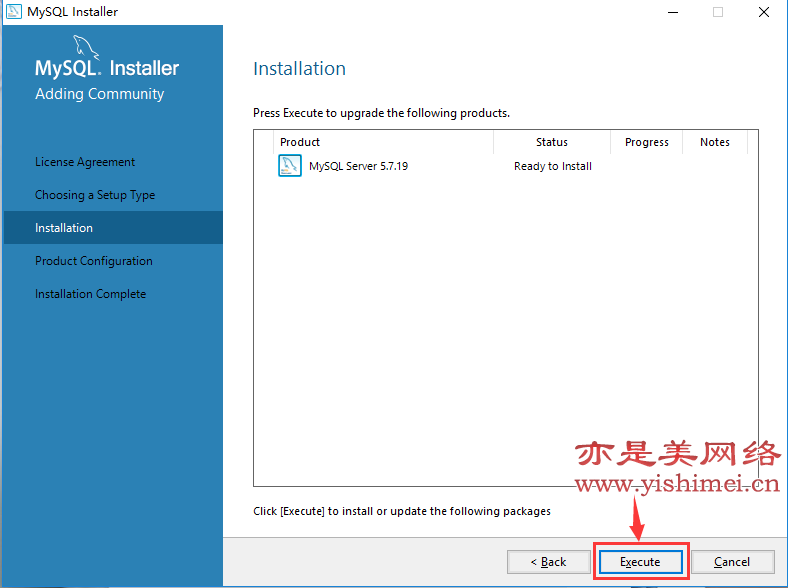 MySQL Installer
MySQL. Installer
Adding Community
License Agreement
Choosing a Setup Type
Installation
Product Configuration
Installation Complete
Installation
Press Execute to upgrade the following products.
Product Status Progress Notes
MySQL Server 5.7.19 Ready to Install
亦是美网络
www.yishimei.cn
Click [Execute] to install or update the following packages
< Back Execute Cancel